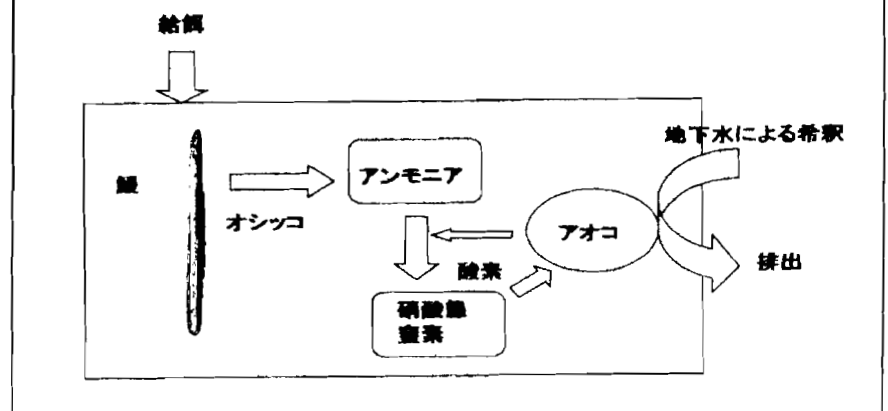 給餌
地下水による希釈
鰻
アンモニア
オシッコ
アオコ
酸素
排出
硝酸態
窒素